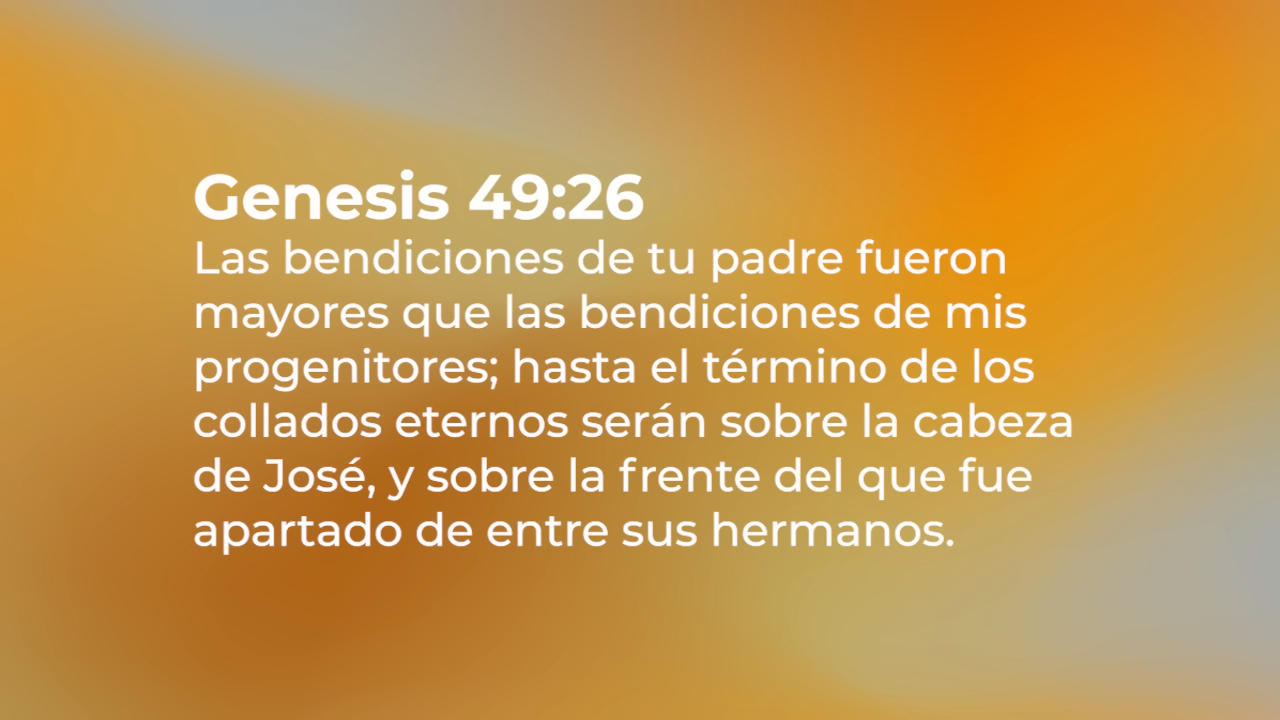 Genesis 49:26
Las bendiciones de tu padre fueron
mayores que las bendiciones de mis
progenitores; hasta el término de los
collados eternos serán sobre la cabeza
de José, y sobre la frente del que fue
apartado de entre sus hermanos.